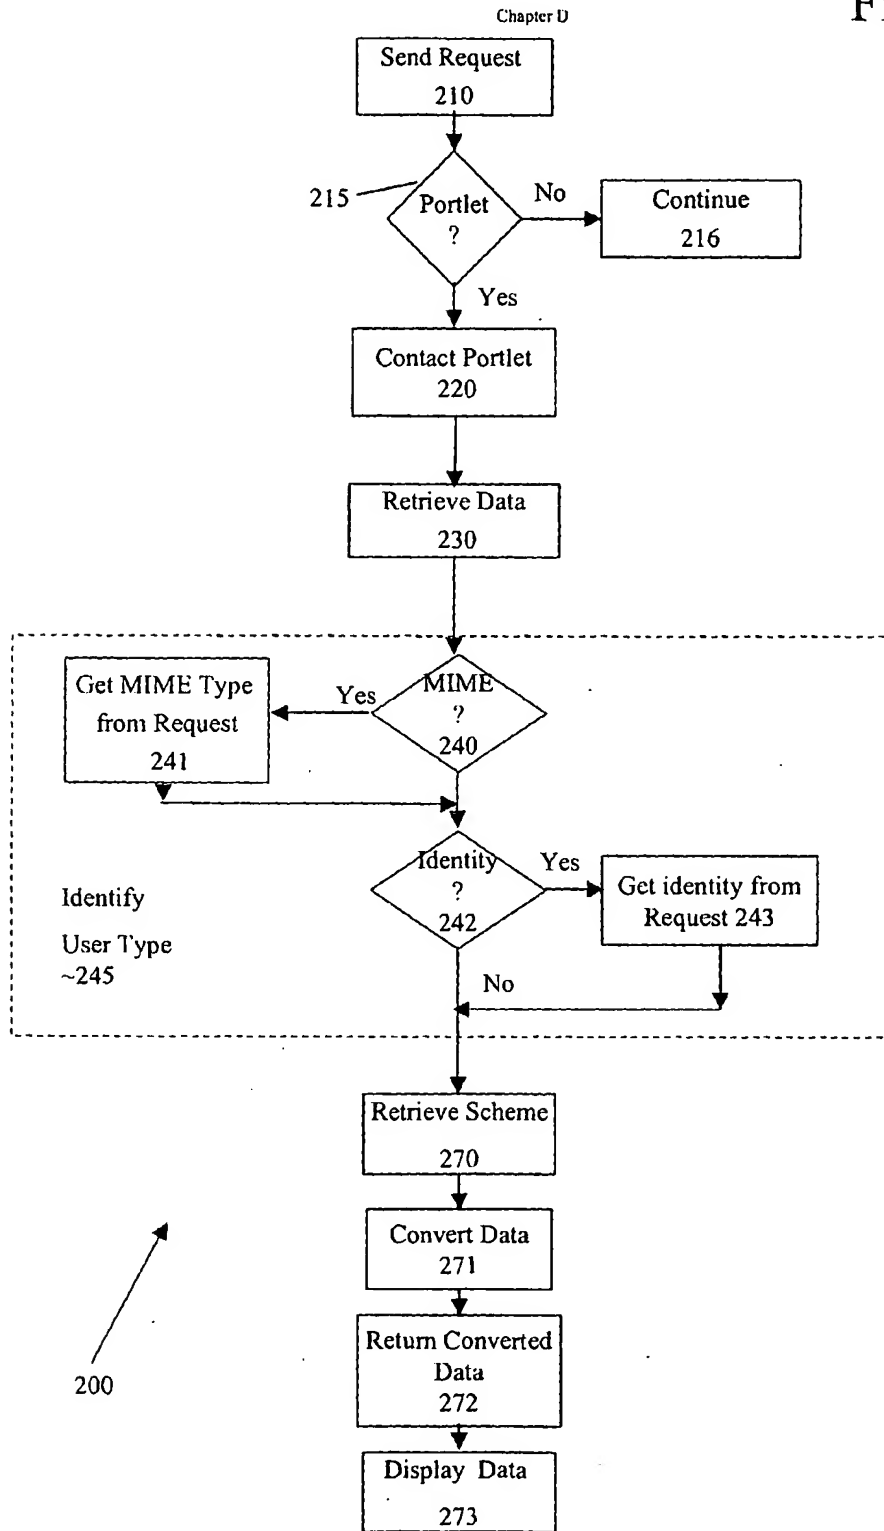 Chapter D
Send Request
210
215
Portlet
?
No
Continue
216
Yes
Contact Portlet
220
Retrieve Data
230
Get MIME Type
from Request
241
Yes
MIME
?
240
Identity
?
242
Yes
Get identity from
Request 243
Identify
User Type
~245
No
Retrieve Scheme
270
Convert Data
271
Return Converted
Data
272
200
Display Data
273